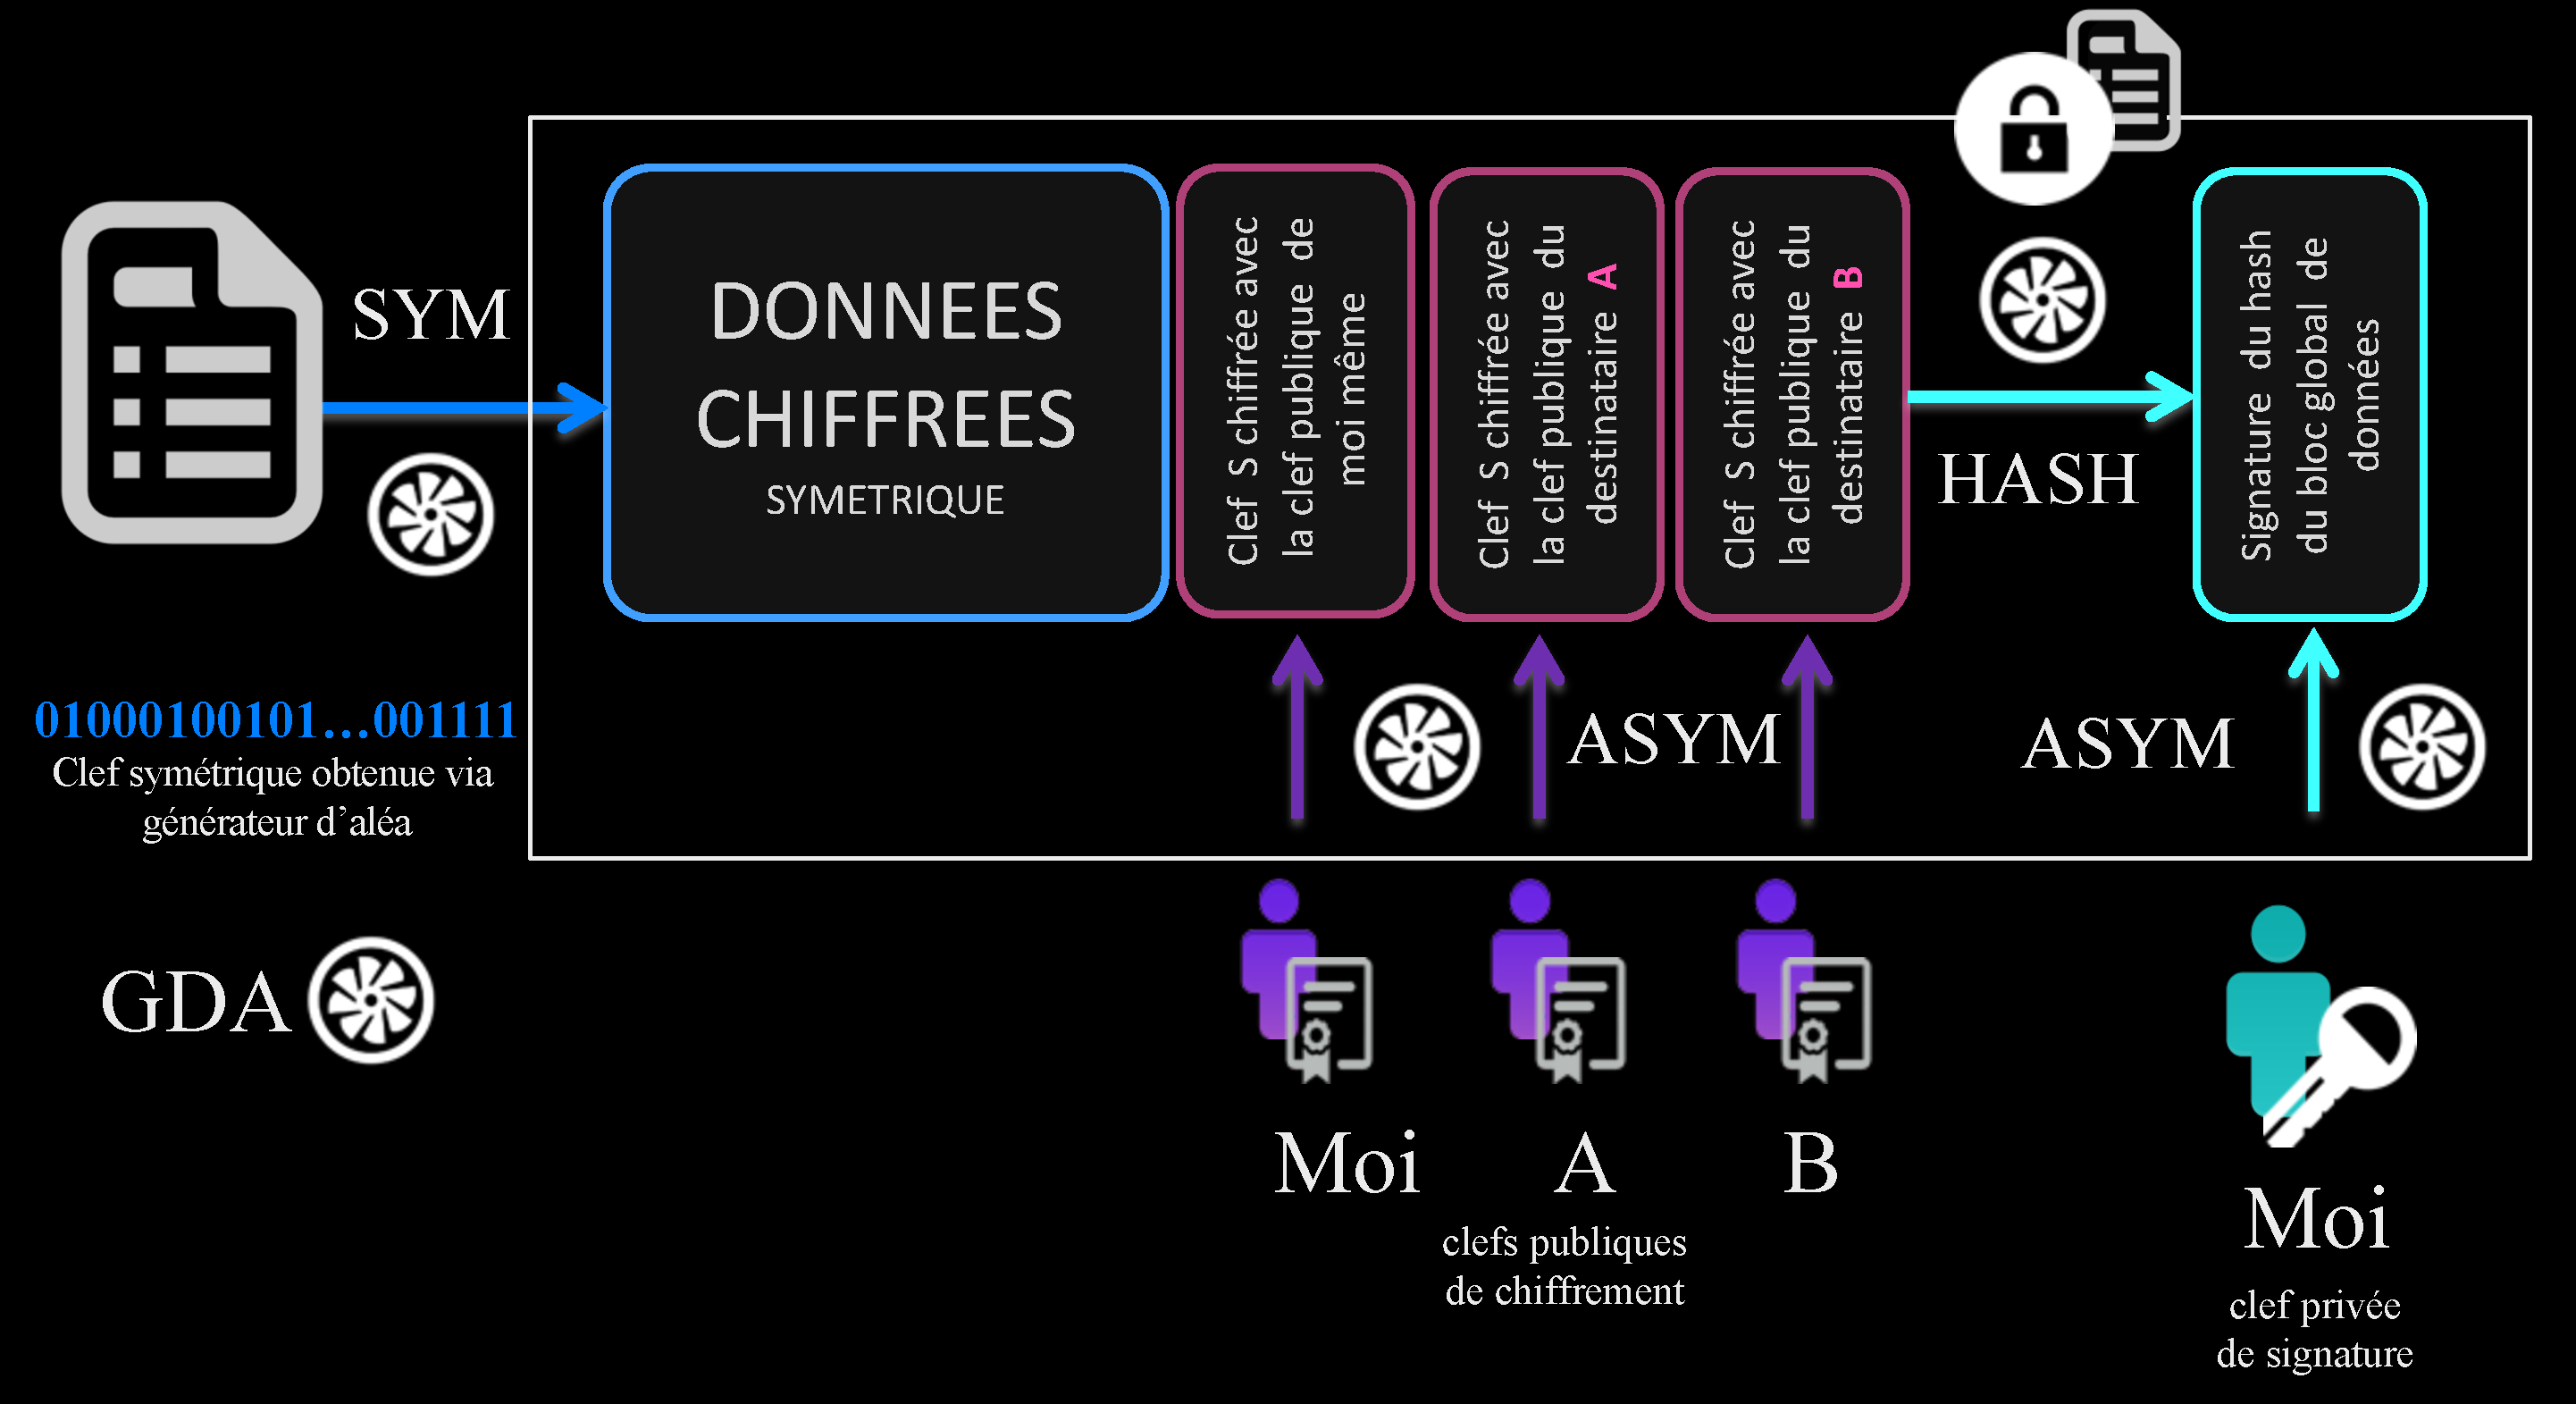 SYM
DONNEES
CHIFFREES
SYMETRIQUE
Clef S chiffrée avec
la clef publique de
moi même
Clef S chiffrée avec
la clef publique du
destinataire A
Clef S chiffrée avec
la clef publique du
destinataire B
HASH
Signature du hash
du bloc global de
données
01000100101...001111
Clef symétrique obtenue via
générateur d’aléa
ASYM
ASYM
GDA
Moi
A
B
clefs publiques
de chiffrement
Moi
clef privée
de signature